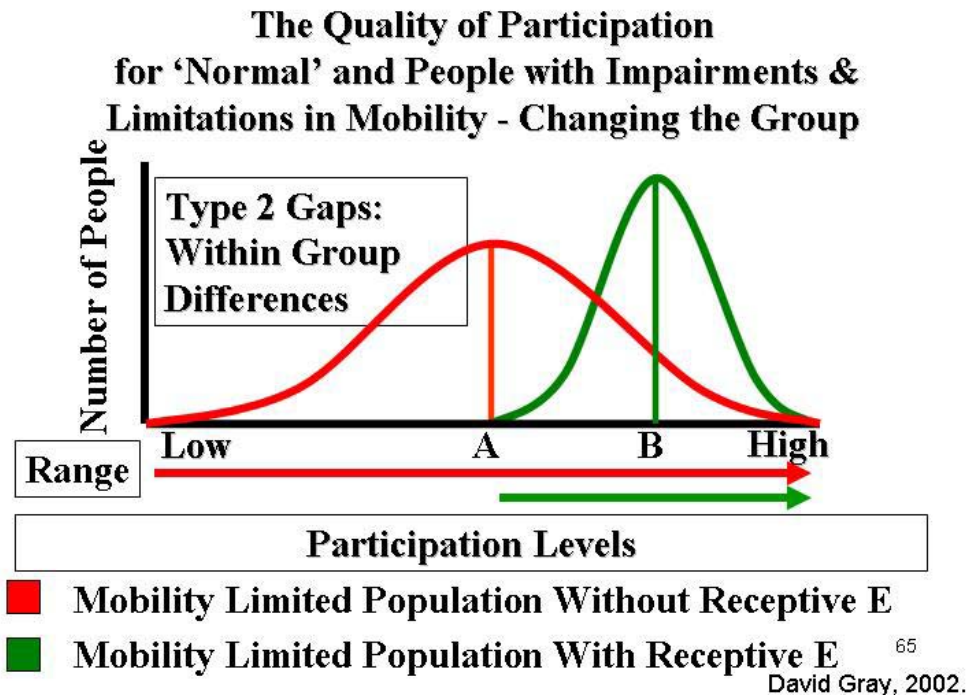 The Quality of Participation
for ‘Normal’ and People with Impairments &
Limitations in Mobility - Changing the Group
Number of People
Type 2 Gaps:
Within Group
Differences
Low A B High
Range
Participation Levels
Mobility Limited Population Without Receptive E
Mobility Limited Population With Receptive E
65
David Gray, 2002.